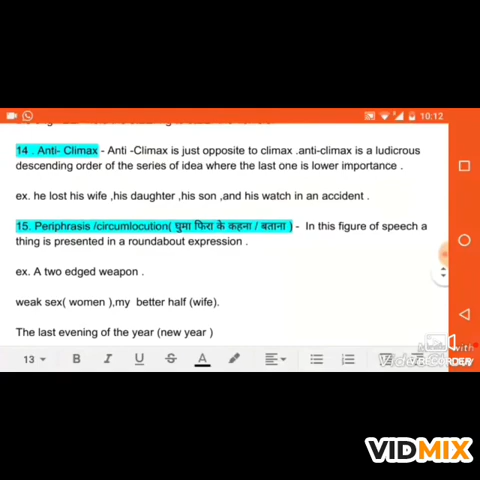 10:12
14 . Anti- Climax - Anti -Climax is just opposite to climax .anti-climax is a ludicrous
descending order of the series of idea where the last one is lower importance .
ex. he lost his wife ,his daughter ,his son ,and his watch in an accident .
15. Periphrasis /circumlocution( घुमा फिरा के कहना / बताना ) - In this figure of speech a
thing is presented in a roundabout expression .
ex. A two edged weapon .
weak sex( women ),my better half (wife).
The last evening of the year (new year )
13 B I U S A
with
VIDMIX